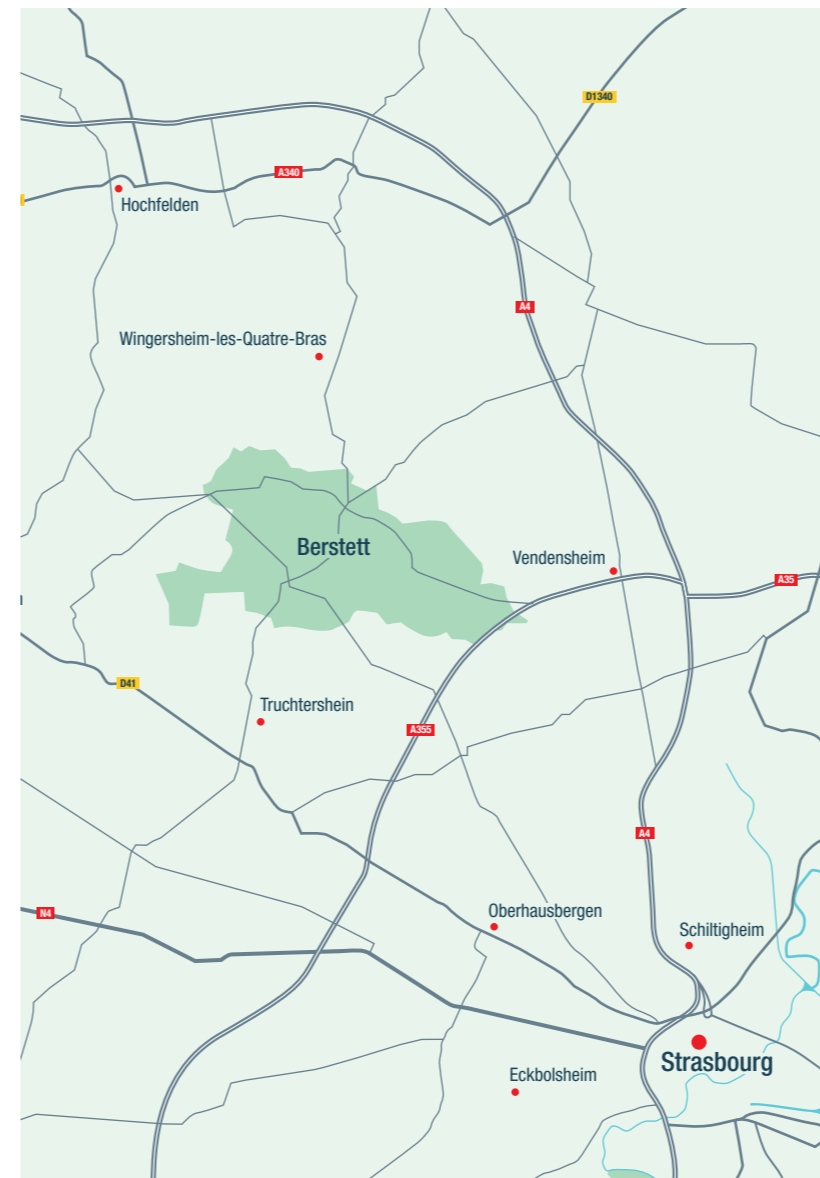 D1340
A340
Hochfelden
A4
Wingersheim-les-Quatre-Bras
Berstett
Vendensheim
A35
D41
Truchtershein
A355
A4
N4
Oberhausbergen
Schiltigheim
Strasbourg
Eckbolsheim